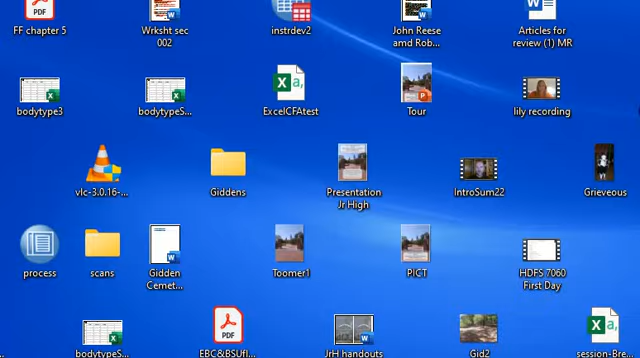 FF chapter 5
Wrksht sec
002
instrdev2
John Reese
amd Rob...
Articles for
review (1) MR
bodytype3
bodytypeS...
ExcelCFAtest
Tour
lily recording
vlc-3.0.16-...
Giddens
Presentation
Jr High
IntroSum22
Grieveous
process
scans
Gidden
Cemet...
Toomer1
PICT
HDFS 7060
First Day
bodytypeS...
EBC&BSUfl...
JrH handouts
Gid2
session-Bre...